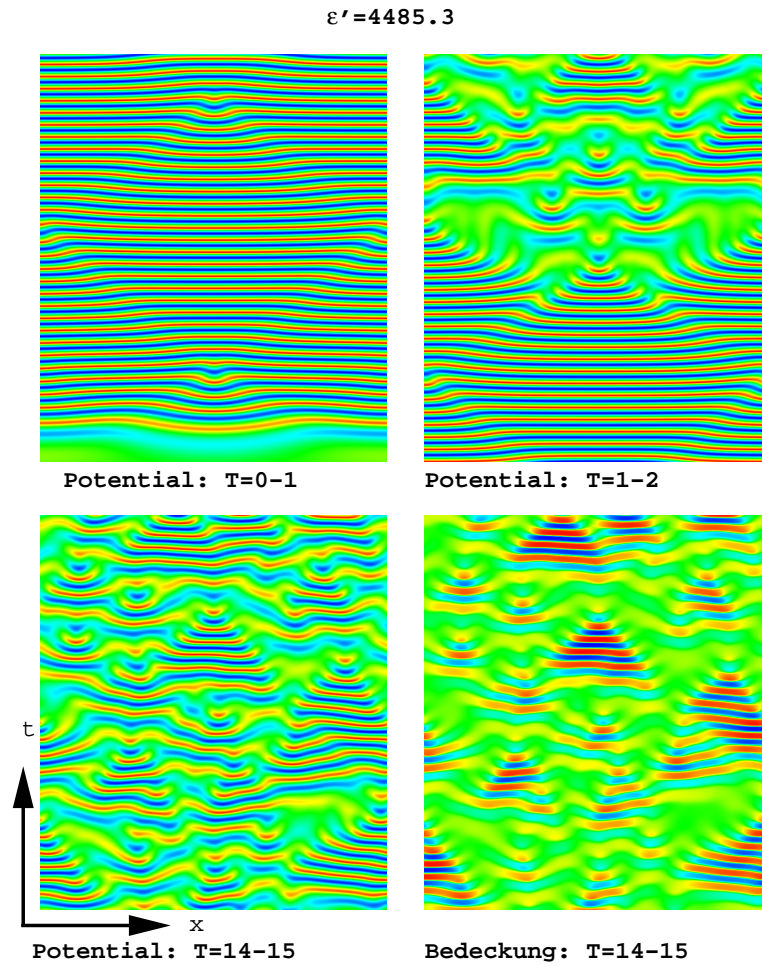 ε′=4485.3
Potential: T=0−1
Potential: T=1−2
t
x
Potential: T=14−15
Bedeckung: T=14−15